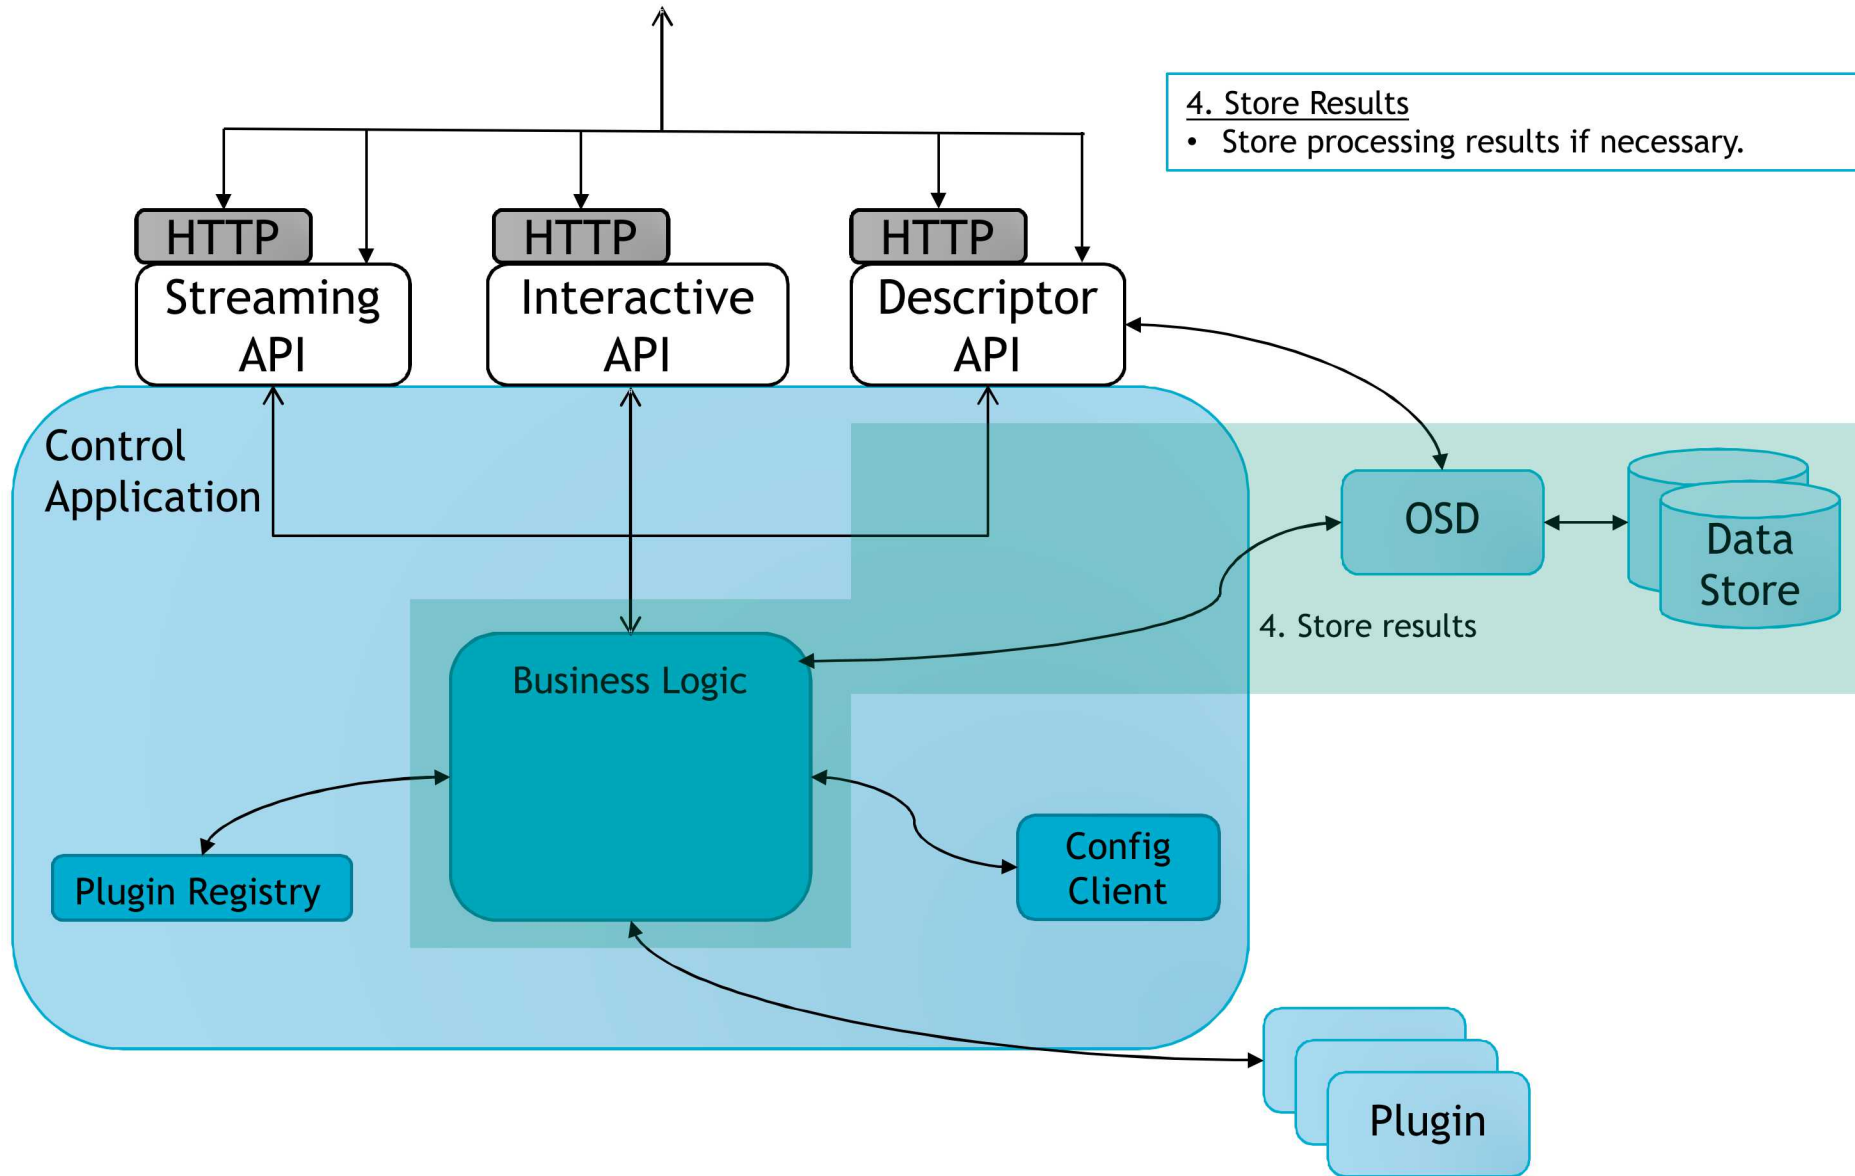 4. Store Results
• Store processing results if necessary.
HTTP
HTTP
HTTP
Streaming
API
Interactive
API
Descriptor
API
Control
Application
OSD
Data
Store
4. Store results
Business Logic
Config
Client
Plugin Registry
Plugin